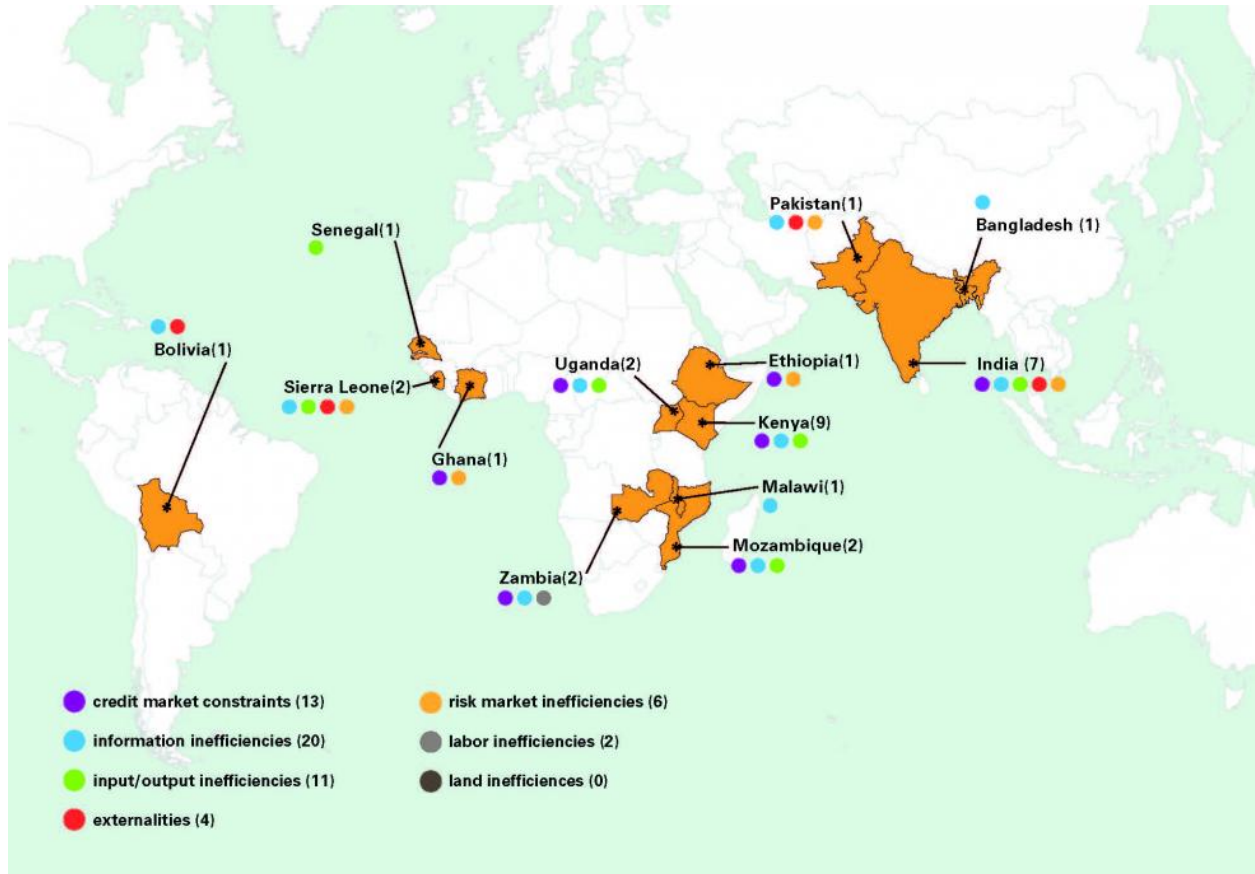 Pakistan(1)
Bangladesh (1)
Senegal(1)
Bolivia(1)
Sierra Leone(2)
Uganda(2)
Ethiopia(1)
India (7)
Kenya(9)
Ghana(1)
Malawi(1)
Mozambique(2)
Zambia(2)
credit market constraints (13)
information inefficiencies (20)
input/output inefficiencies (11)
externalities (4)
risk market inefficiencies (6)
labor inefficiencies (2)
land inefficiences (0)